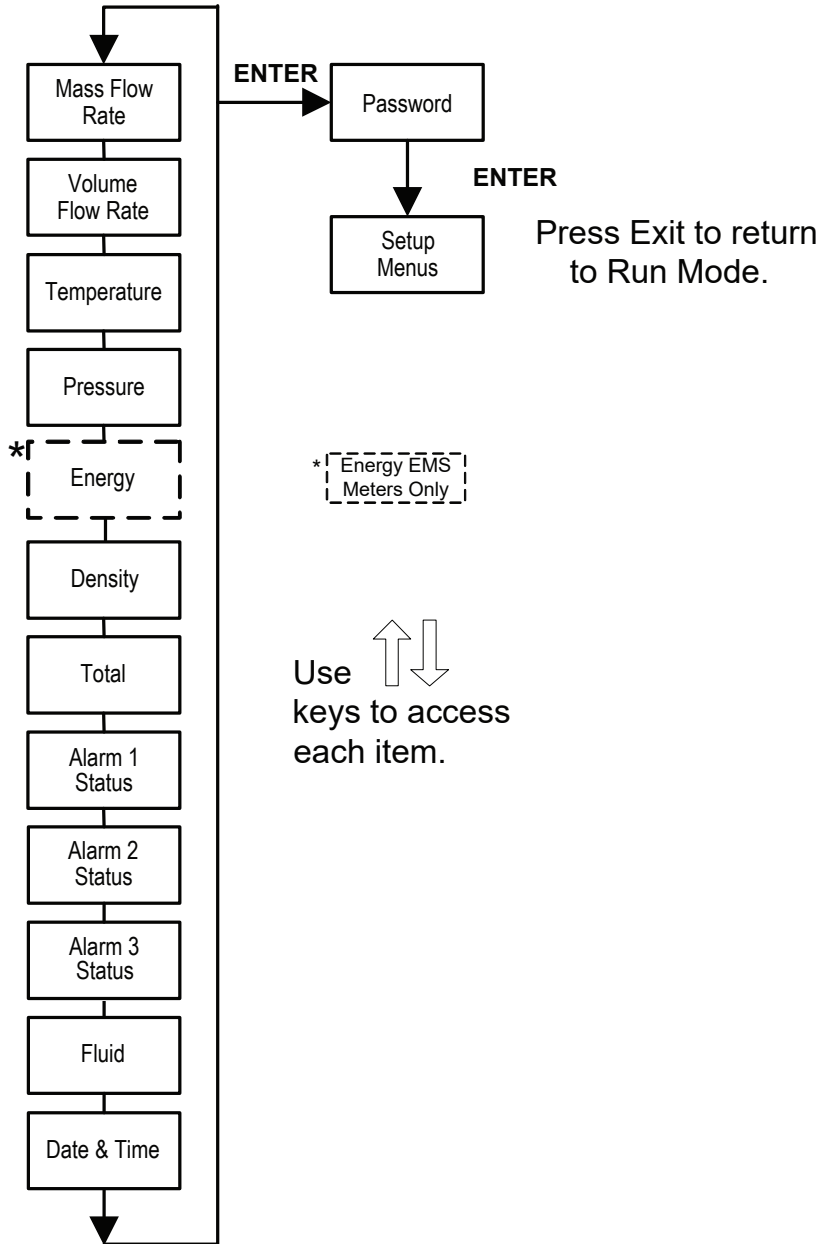 Mass Flow
Rate
Volume
Flow Rate
Temperature
Pressure
*
Energy
Density
Total
Alarm 1
Status
Alarm 2
Status
Alarm 3
Status
Fluid
Date & Time
ENTER
Password
ENTER
Setup
Menus
Press Exit to return
to Run Mode.
* Energy EMS
Meters Only
Use
keys to access
each item.